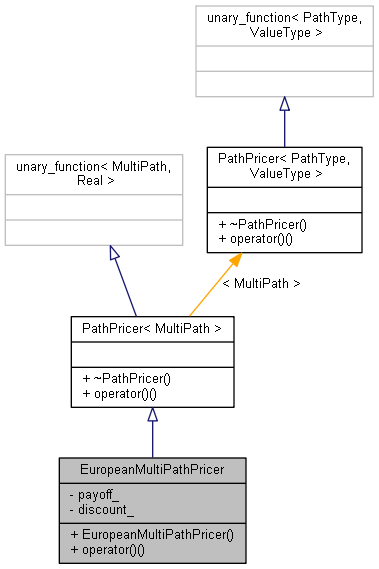 unary_function< PathType,
ValueType >
PathPricer< PathType,
ValueType >
+ ~PathPricer()
+ operator()()
unary_function< MultiPath,
Real >
< MultiPath >
PathPricer< MultiPath >
+ ~PathPricer()
+ operator()()
EuropeanMultiPathPricer
- payoff_
- discount_
+ EuropeanMultiPathPricer()
+ operator()()